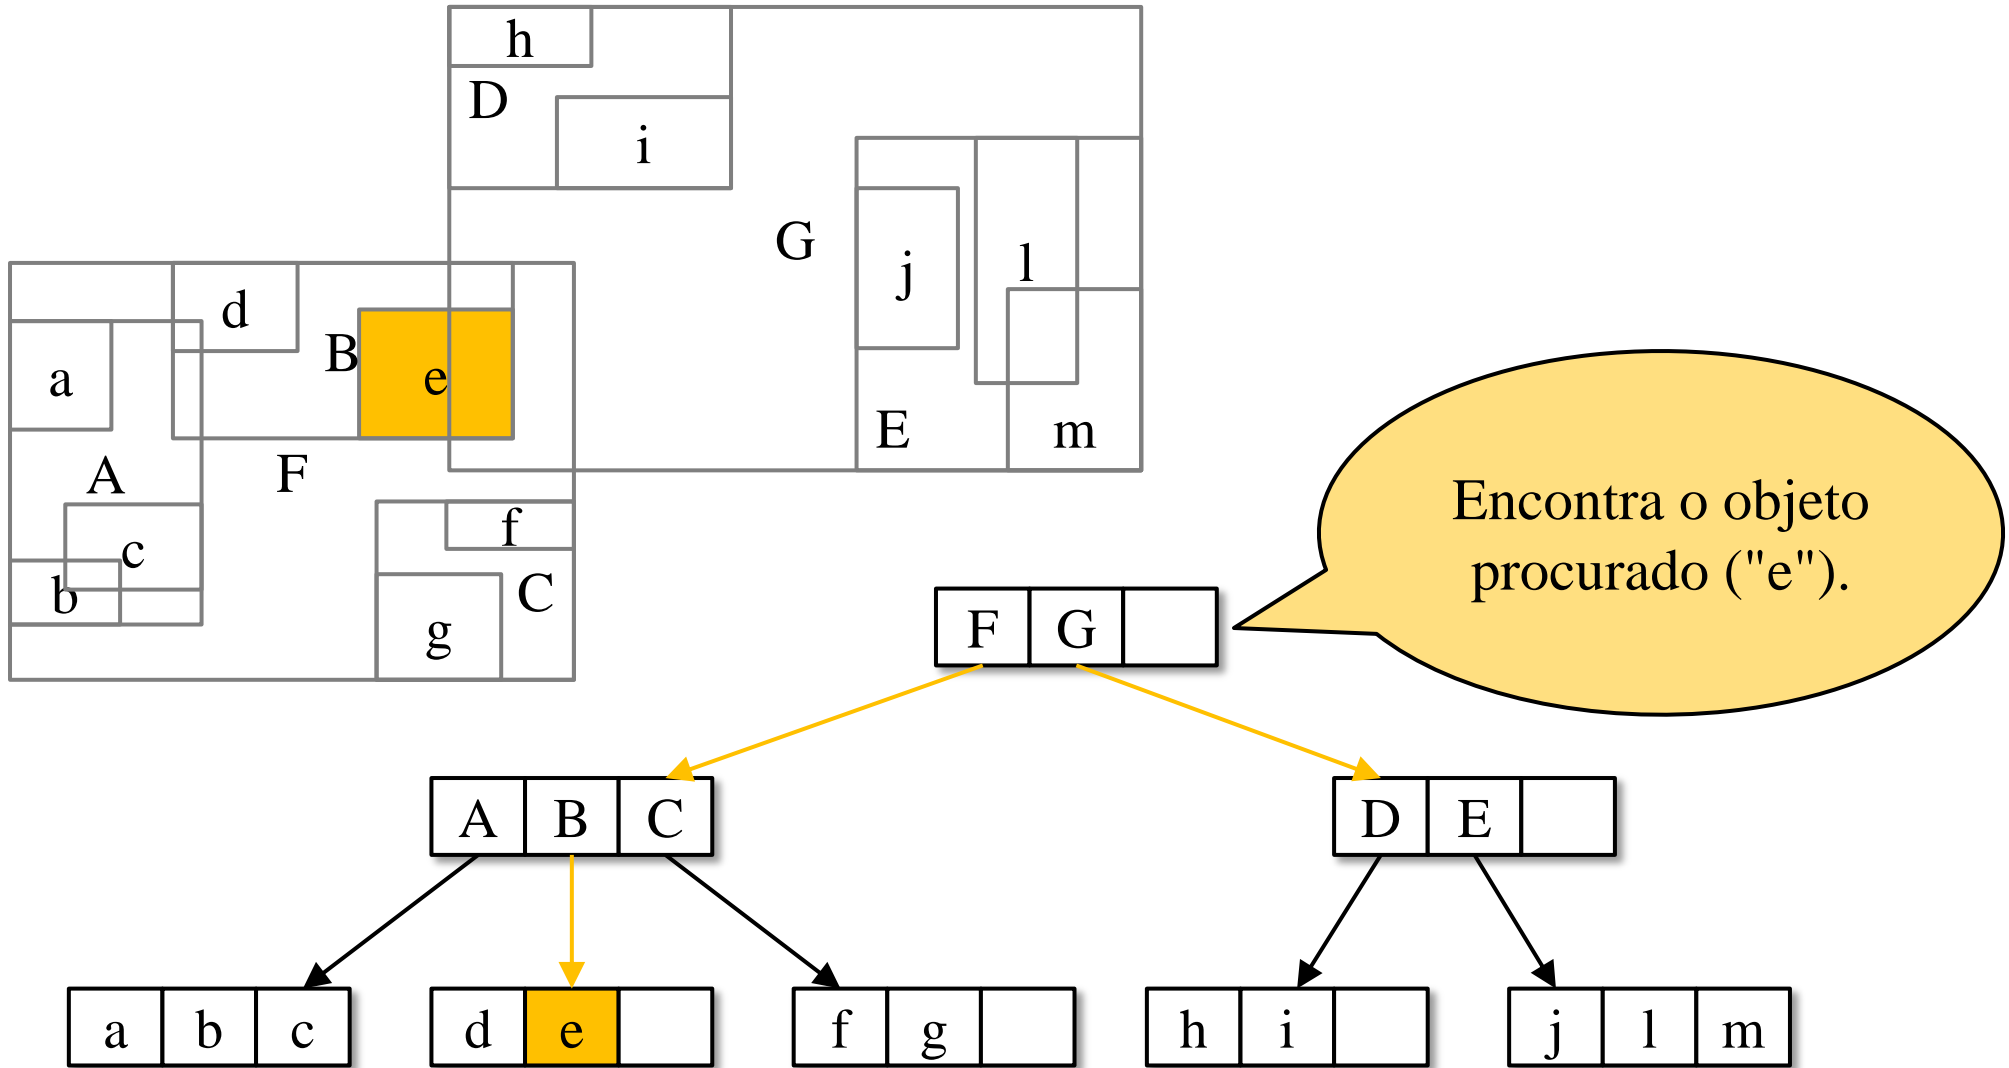 h
D
i
G
j
l
d
B
e
a
E
m
A
F
c
f
b
C
g
Encontra o objeto
procurado ("e").
F G
A B C
D E
a b c
d e
f g
h i
j l m